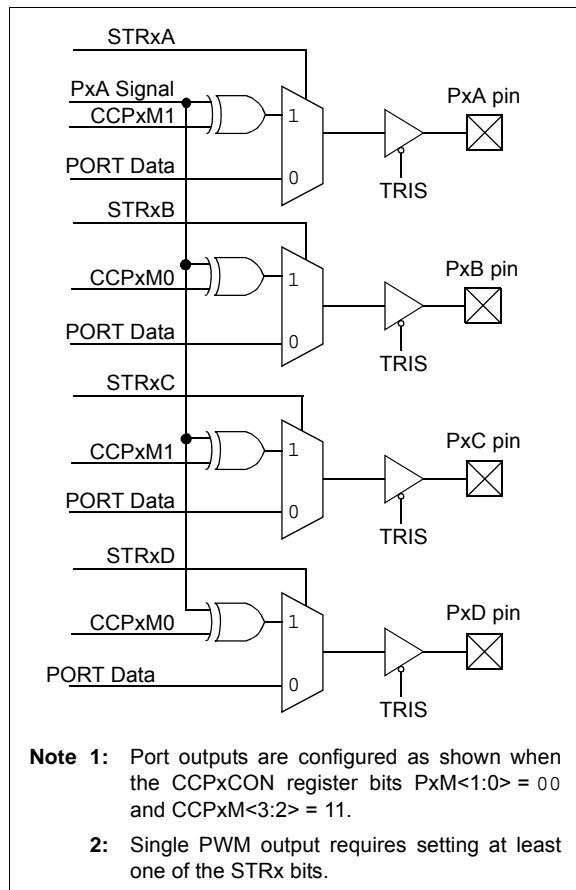 STRxA
PxA Signal
CCPxM1
1
PxA pin
PORT Data
0
TRIS
STRxB
CCPxM0
1
PxB pin
PORT Data
0
TRIS
STRxC
CCPxM1
1
PxC pin
PORT Data
0
TRIS
STRxD
CCPxM0
1
PxD pin
PORT Data
0
TRIS
Note 1: Port outputs are configured as shown when
the CCPxCON register bits PxM<1:0> = 00
and CCPxM<3:2> = 11.
2: Single PWM output requires setting at least
one of the STRx bits.